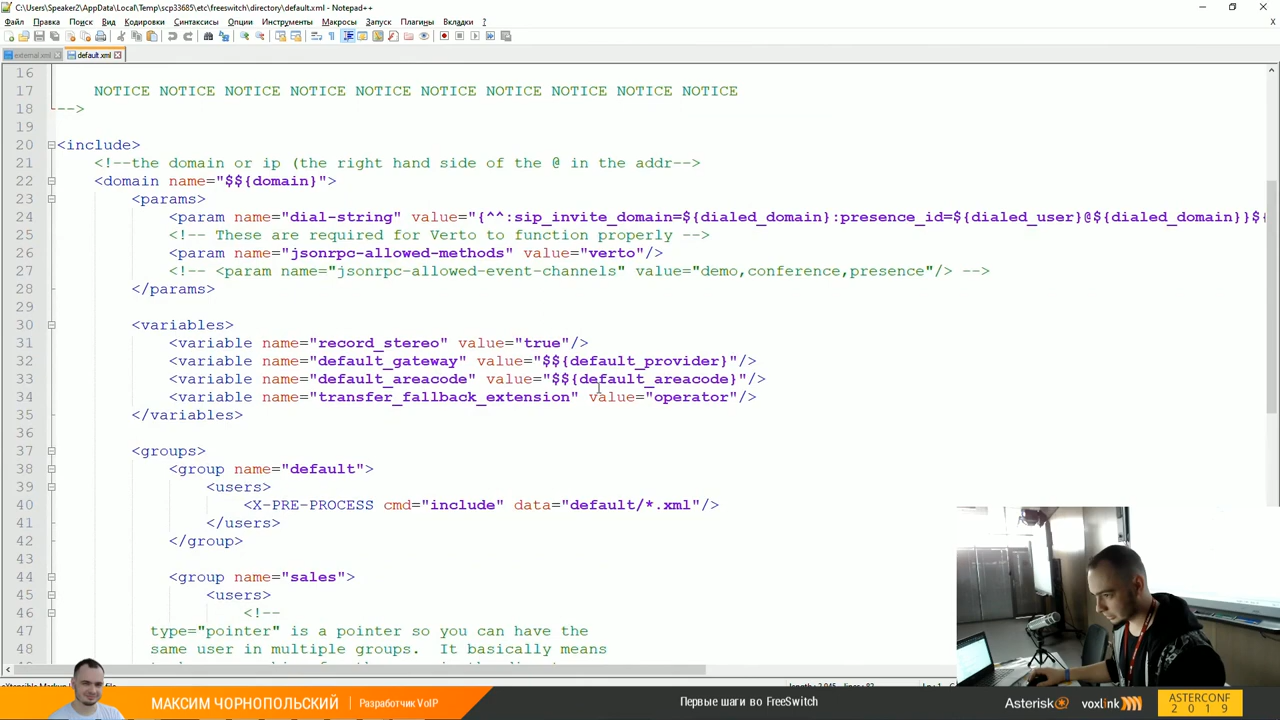 C:\Users\Speaker2\AppData\Local\Temp\scp33685\etc\freeswitch\directory\default.xml - Notepad++
Файл Правка Поиск Вид Кодировки Синтаксисы Опции Инструменты Макросы Запуск Плагины Вкладки ?
external.xml default.xml
16
17 NOTICE NOTICE NOTICE NOTICE NOTICE NOTICE NOTICE NOTICE NOTICE NOTICE
18 -->
19
20 <include>
21 <!--the domain or ip (the right hand side of the @ in the addr-->
22 <domain name="$${domain}">
23 <params>
24 <param name="dial-string" value="{^^:sip_invite_domain=${dialed_domain}:presence_id=${dialed_user}@${dialed_domain}}${
25 <!-- These are required for Verto to function properly -->
26 <param name="jsonrpc-allowed-methods" value="verto"/>
27 <!-- <param name="jsonrpc-allowed-event-channels" value="demo,conference,presence"/> -->
28 </params>
29
30 <variables>
31 <variable name="record_stereo" value="true"/>
32 <variable name="default_gateway" value="$${default_provider}"/>
33 <variable name="default_areacode" value="$${default_areacode}"/>
34 <variable name="transfer_fallback_extension" value="operator"/>
35 </variables>
36
37 <groups>
38 <group name="default">
39 <users>
40 <X-PRE-PROCESS cmd="include" data="default/*.xml"/>
41 </users>
42 </group>
43
44 <group name="sales">
45 <users>
46 <!--
47 type="pointer" is a pointer so you can have the
48 same user in multiple groups. It basically means
МАКСИМ ЧОРНОПОЛЬСКИЙ Разработчик VoIP
Первые шаги во FreeSwitch
Asterisk voxlink
ASTERCONF
2019